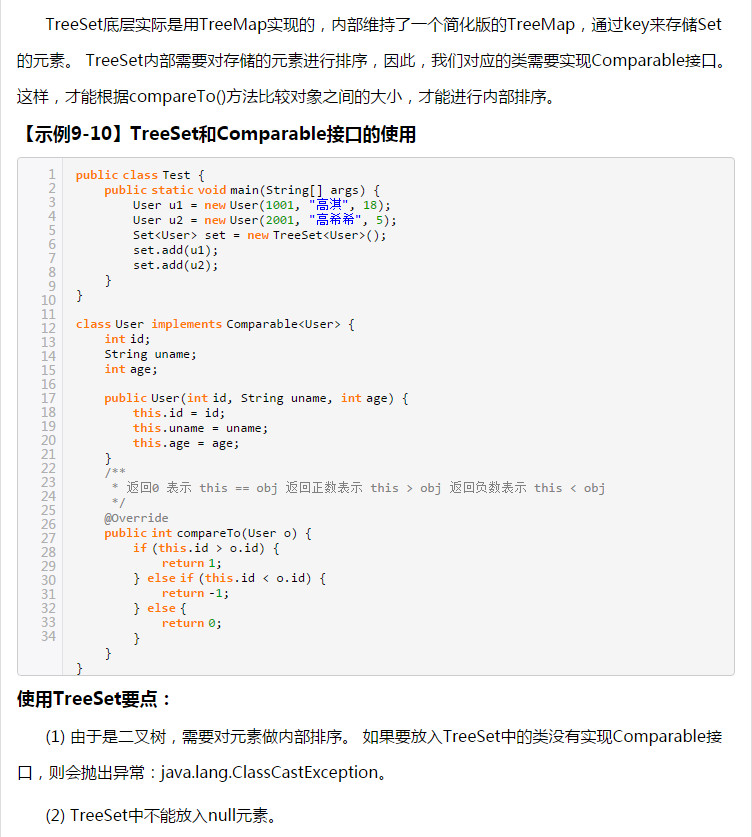 TreeSet底层实际是用TreeMap实现的，内部维持了一个简化版的TreeMap，通过key来存储Set
的元素。 TreeSet内部需要对存储的元素进行排序，因此，我们对应的类需要实现Comparable接口。
这样，才能根据compareTo()方法比较对象之间的大小，才能进行内部排序。
【示例9-10】TreeSet和Comparable接口的使用
1 public class Test {
2     public static void main(String[] args) {
3         User u1 = new User(1001, "高淇", 18);
4         User u2 = new User(2001, "高希希", 5);
5         Set<User> set = new TreeSet<User>();
6         set.add(u1);
7         set.add(u2);
8     }
9 }
10
11 class User implements Comparable<User> {
12     int id;
13     String uname;
14     int age;
15
16     public User(int id, String uname, int age) {
17         this.id = id;
18         this.uname = uname;
19         this.age = age;
20     }
21     /**
22      * 返回0 表示 this == obj 返回正数表示 this > obj 返回负数表示 this < obj
23      */
24     @Override
25     public int compareTo(User o) {
26         if (this.id > o.id) {
27             return 1;
28         } else if (this.id < o.id) {
29             return -1;
30         } else {
31             return 0;
32         }
33     }
34 }
使用TreeSet要点：
(1) 由于是二叉树，需要对元素做内部排序。 如果要放入TreeSet中的类没有实现Comparable接
口，则会抛出异常：java.lang.ClassCastException。
(2) TreeSet中不能放入null元素。